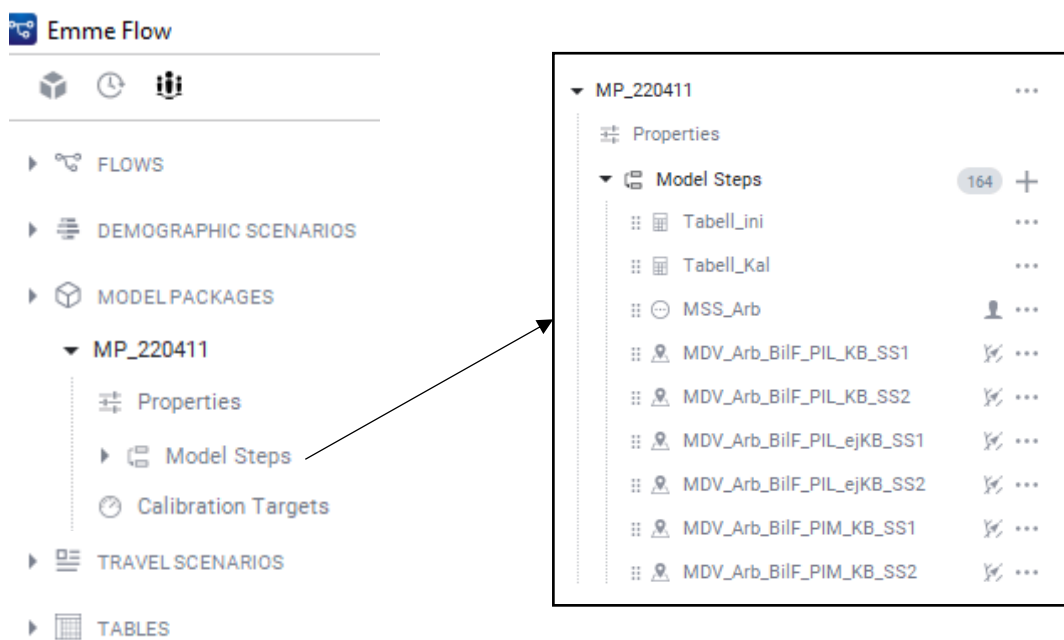 Emme Flow
FLOWS
DEMOGRAPHIC SCENARIOS
MODEL PACKAGES
MP_220411
Properties
Model Steps
Calibration Targets
TRAVEL SCENARIOS
TABLES
MP_220411
Properties
Model Steps 164
Tabell_ini
Tabell_Kal
MSS_Arb
MDV_Arb_BilF_PIL_KB_SS1
MDV_Arb_BilF_PIL_KB_SS2
MDV_Arb_BilF_PIL_ejKB_SS1
MDV_Arb_BilF_PIL_ejKB_SS2
MDV_Arb_BilF_PIM_KB_SS1
MDV_Arb_BilF_PIM_KB_SS2